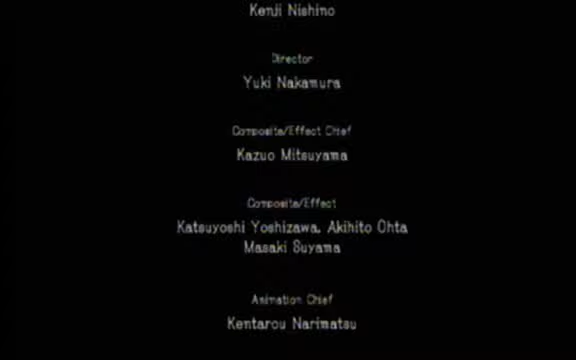 Kenji Nishino
Director
Yuki Nakamura
Composite/Effect Chief
Kazuo Mitsuyama
Composite/Effect
Katsuyoshi Yoshizawa, Akihito Ohta
Masaki Suyama
Animation Chief
Kentarou Narimatsu